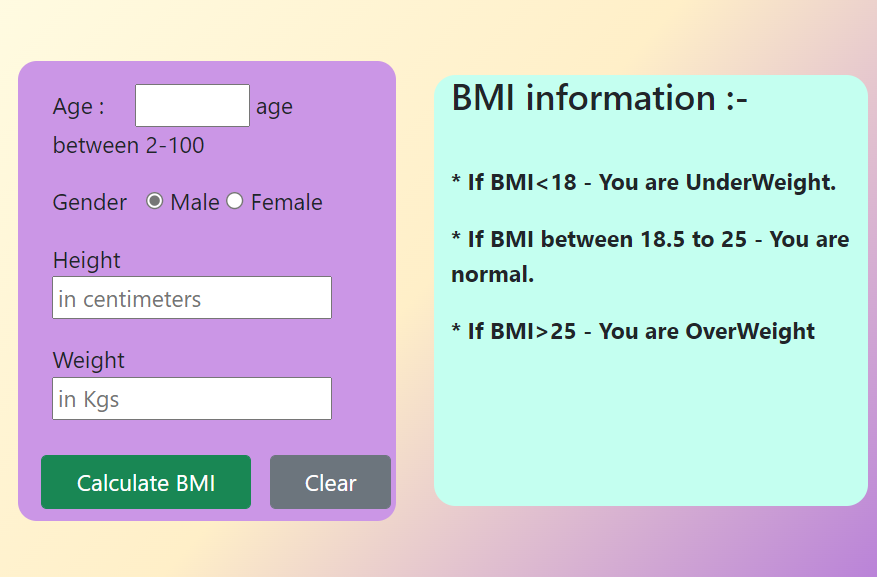 Age : age
between 2-100
Gender Male Female
Height
in centimeters
Weight
in Kgs
Calculate BMI Clear
BMI information :-
* If BMI<18 - You are UnderWeight.
* If BMI between 18.5 to 25 - You are
normal.
* If BMI>25 - You are OverWeight